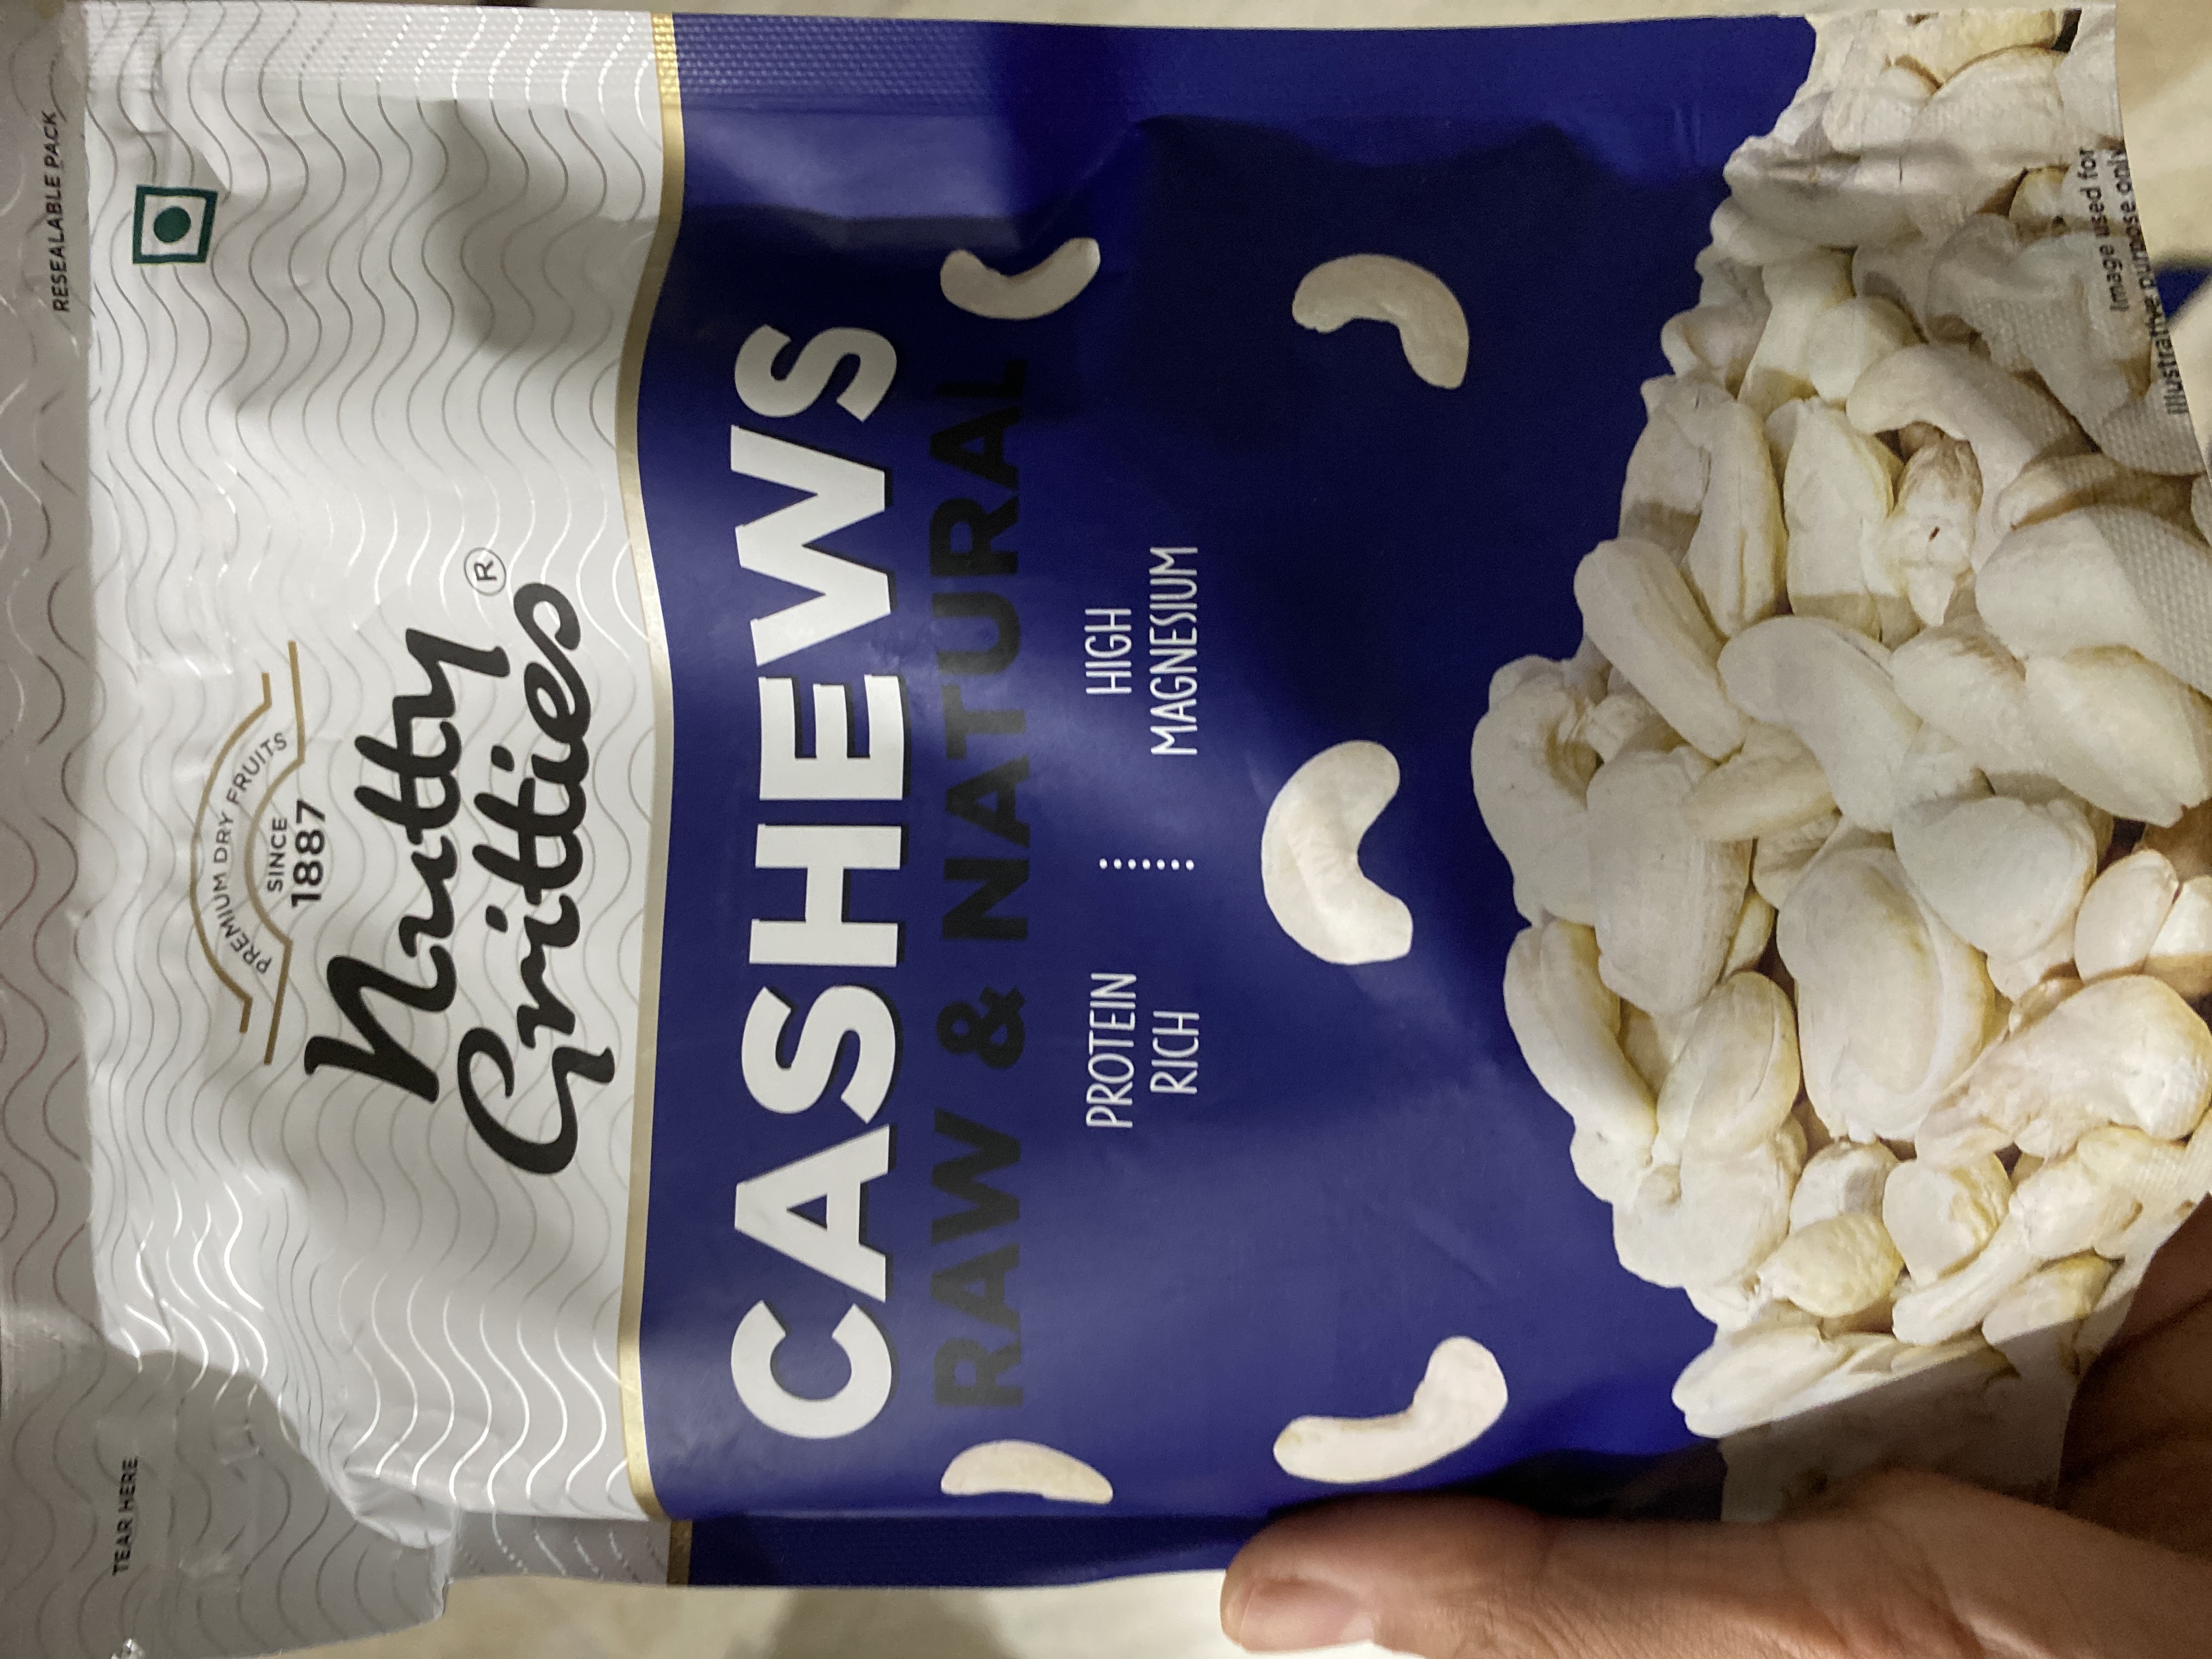 RESEALABLE PACK
TEAR HERE
PREMIUM DRY FRUITS
SINCE
1887
Nutty
Gritties®
CASHEWS
RAW & NATURAL
PROTEIN
RICH
HIGH
MAGNESIUM
Image used for
illustrative purpose only